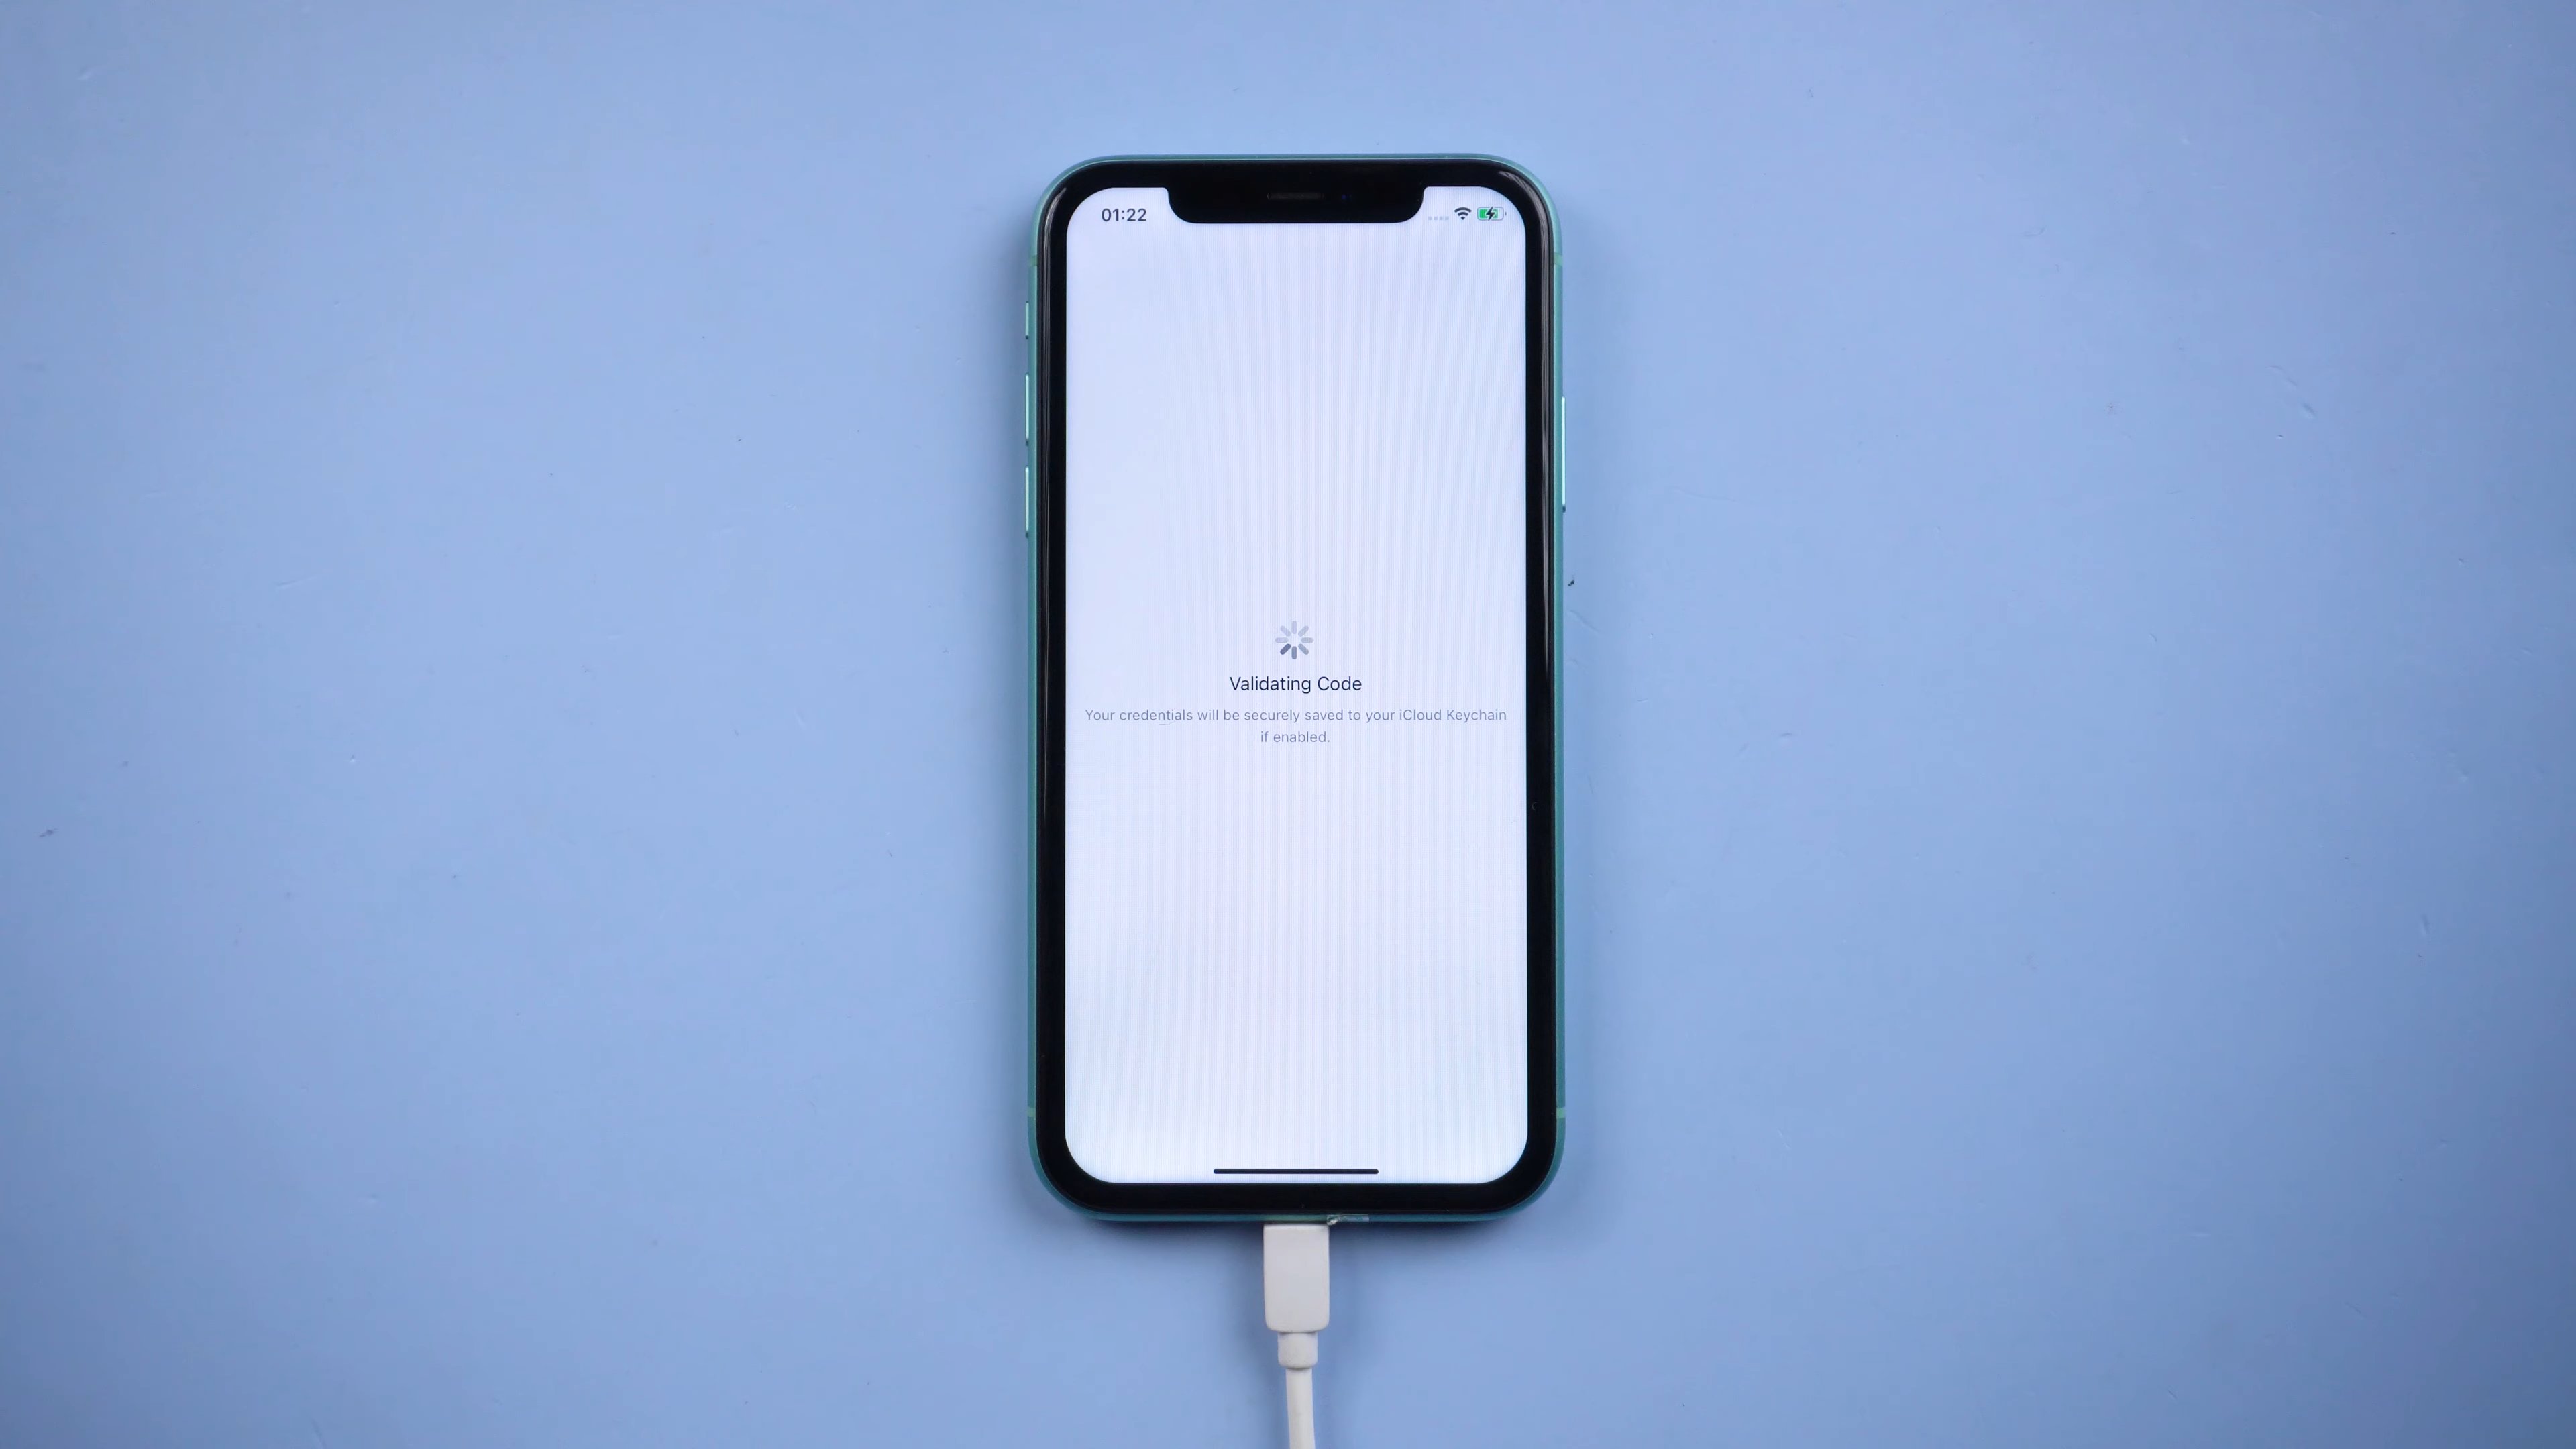 01:22
Validating Code
Your credentials will be securely saved to your iCloud Keychain
if enabled.